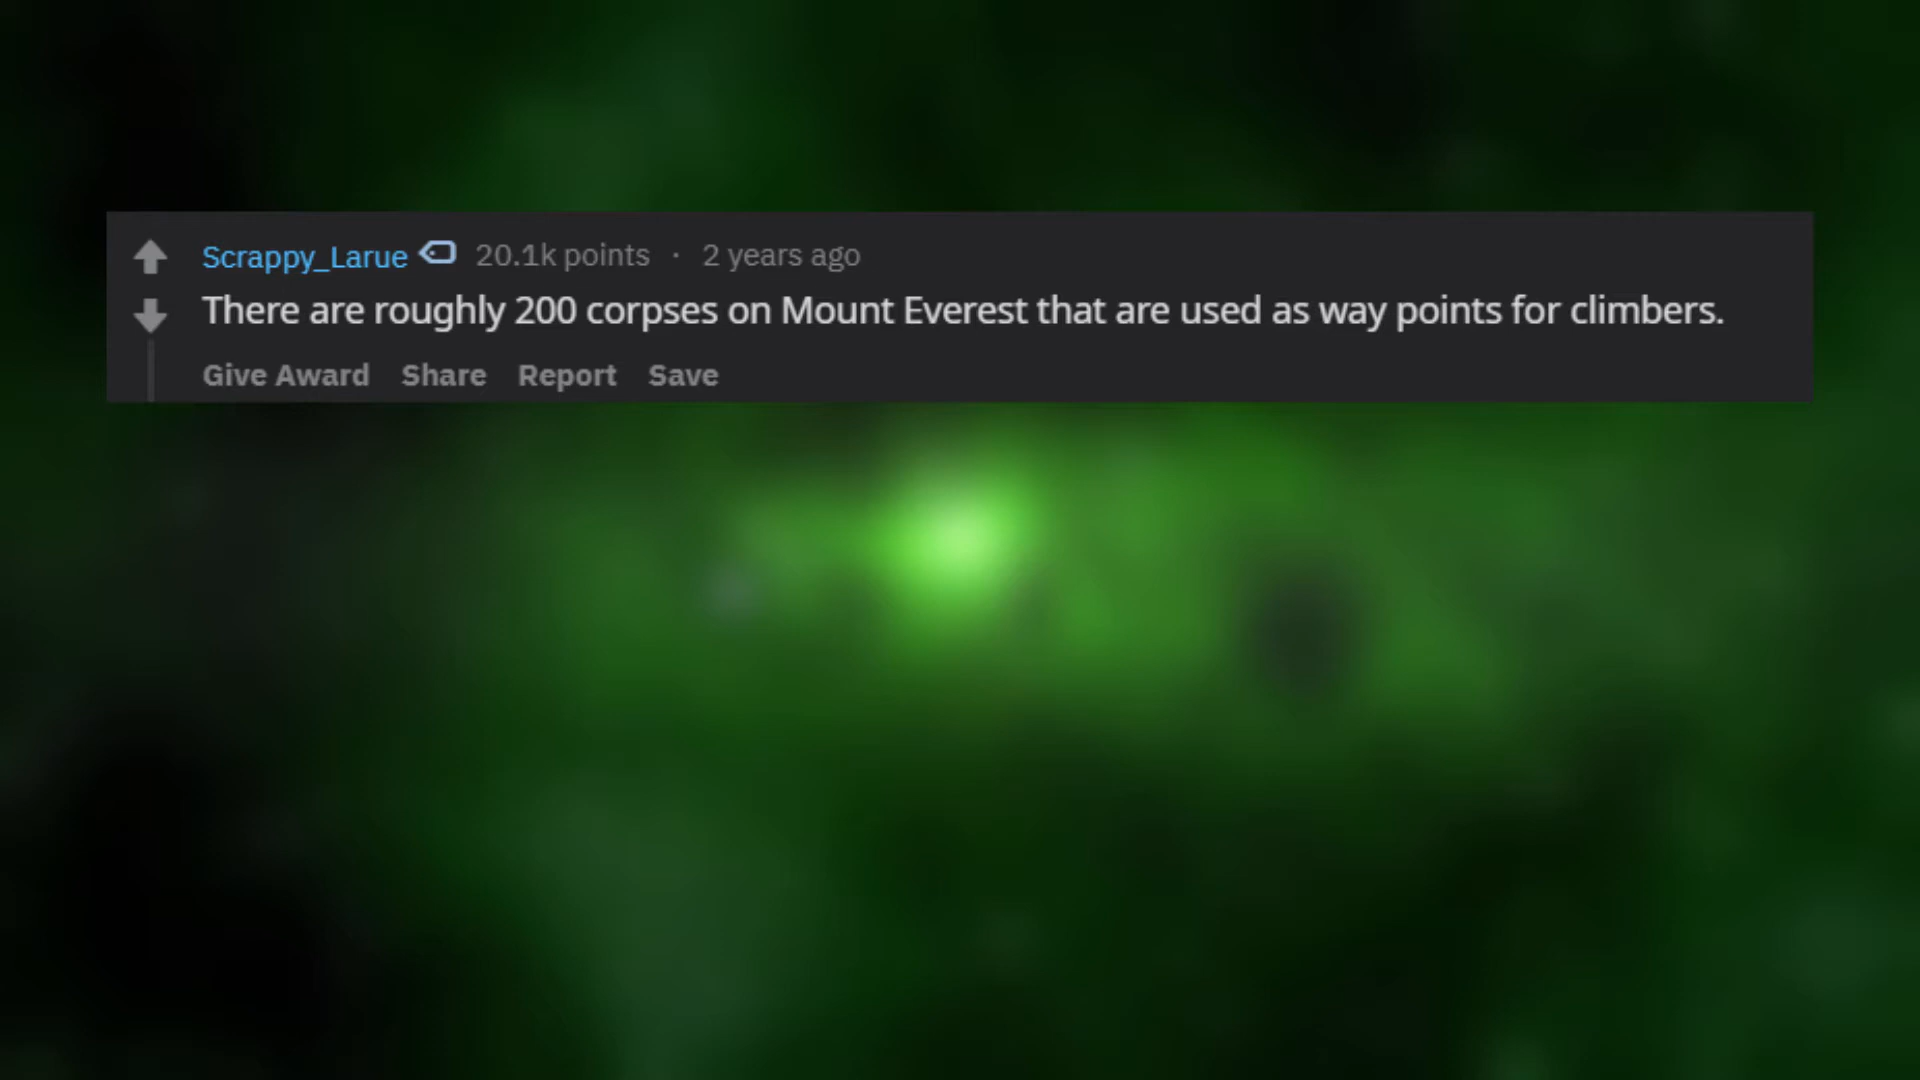 Scrappy_Larue 20.1k points · 2 years ago
There are roughly 200 corpses on Mount Everest that are used as way points for climbers.
Give Award Share Report Save